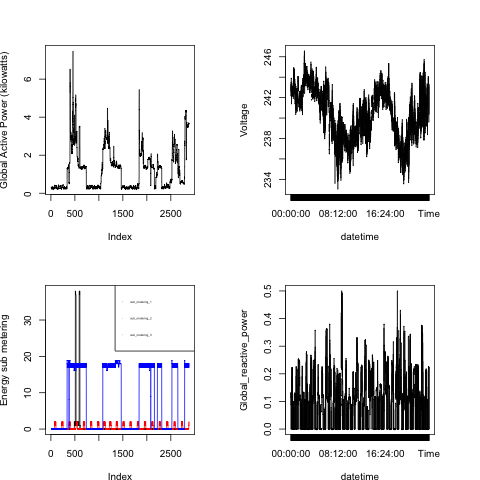 Global Active Power (kilowatts)
6
4
2
0
0
500
1500
2500
Index
Voltage
246
242
238
234
00:00:00
08:12:00
16:24:00
Time
datetime
Energy sub metering
30
20
10
0
sub_metering_1
sub_metering_2
sub_metering_3
0
500
1500
2500
Index
Global_reactive_power
0.5
0.4
0.3
0.2
0.1
0.0
00:00:00
08:12:00
16:24:00
Time
datetime